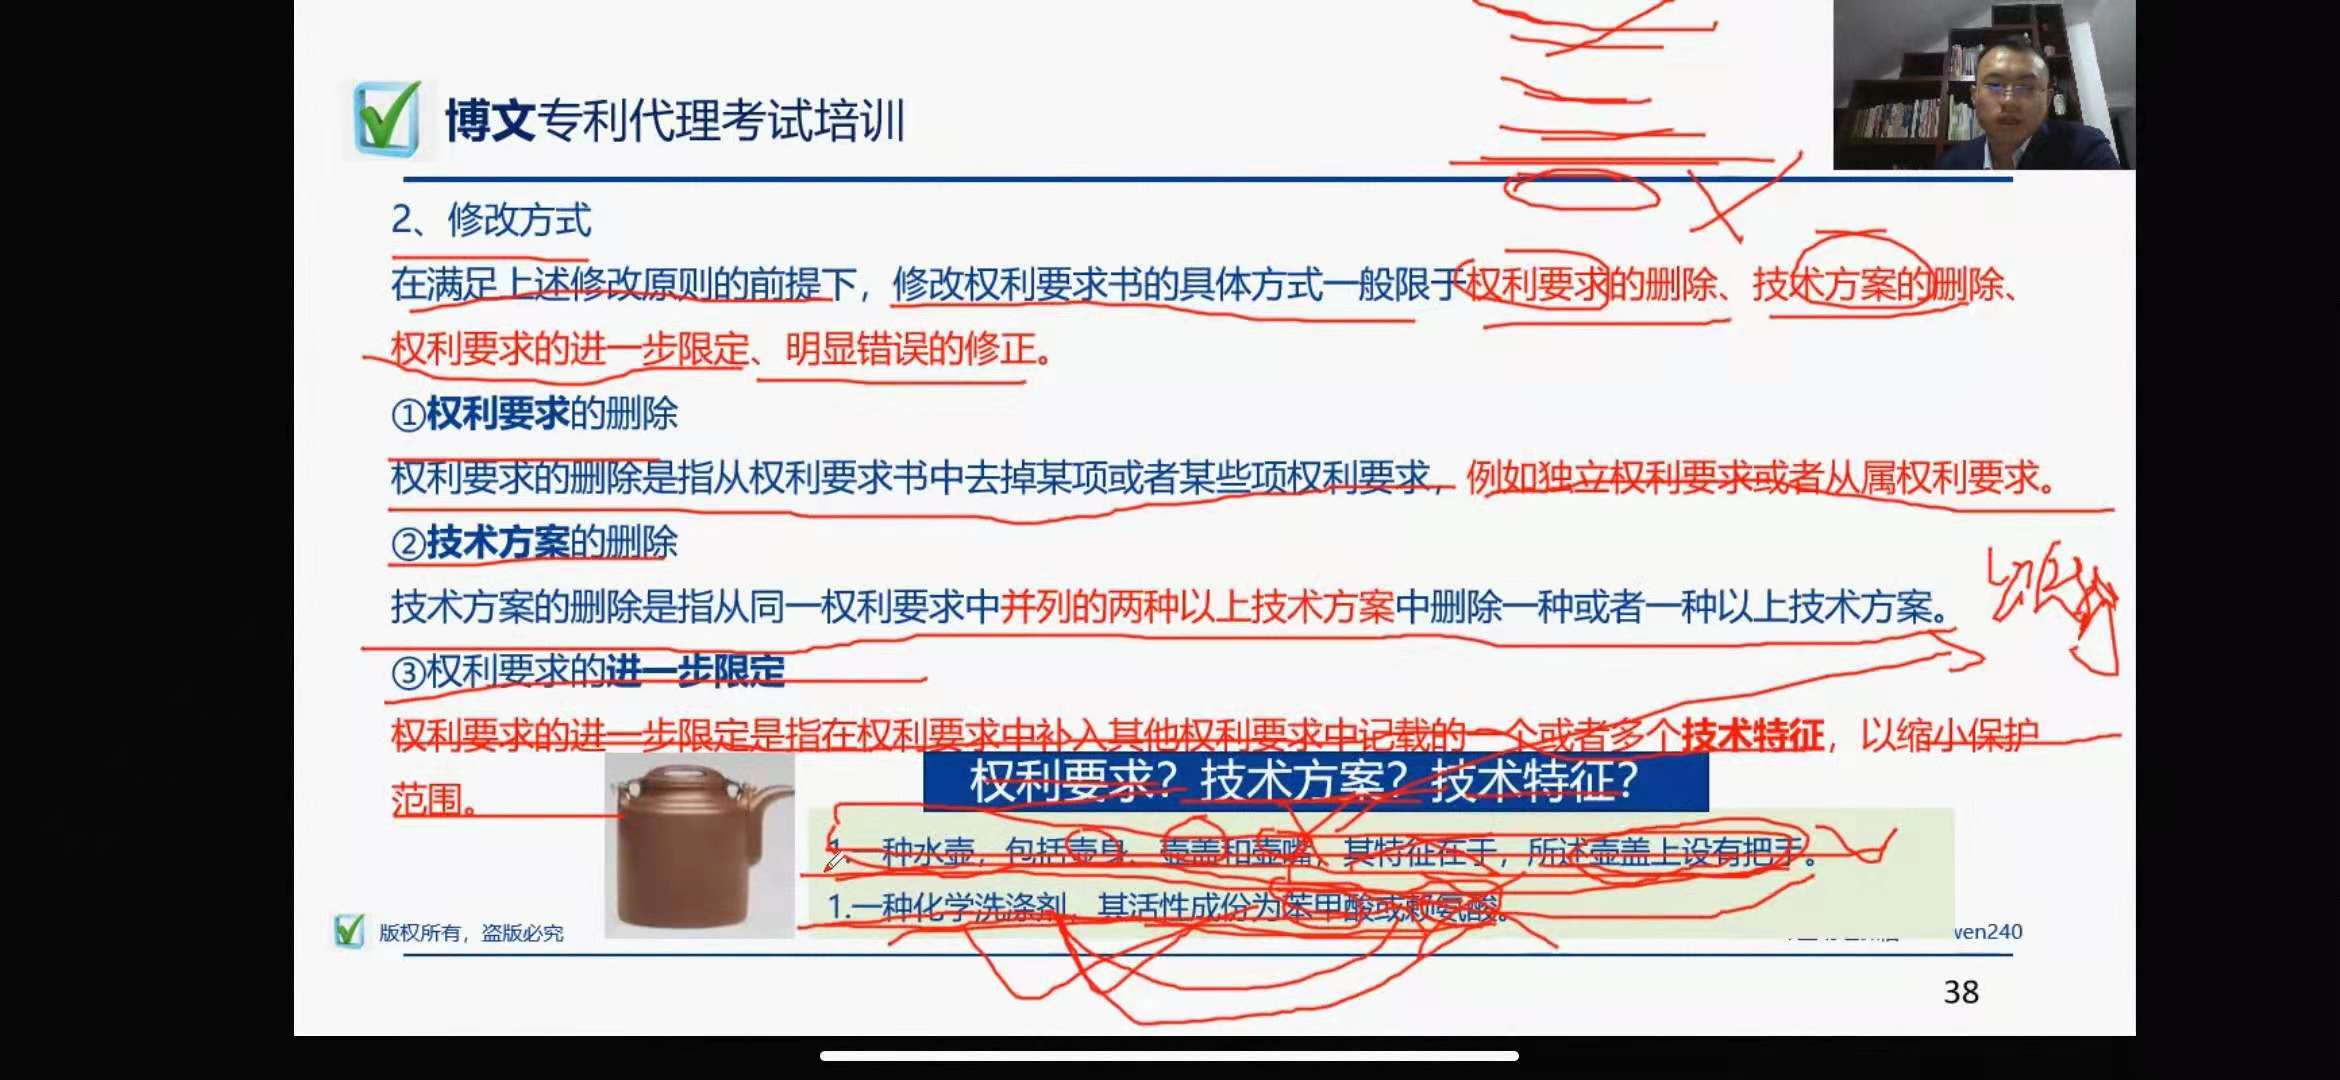 博文专利代理考试培训
2、修改方式
在满足上述修改原则的前提下，修改权利要求书的具体方式一般限于权利要求的删除、技术方案的删除、
权利要求的进一步限定、明显错误的修正。
①权利要求的删除
权利要求的删除是指从权利要求书中去掉某项或者某些项权利要求，例如独立权利要求或者从属权利要求。
②技术方案的删除
技术方案的删除是指从同一权利要求中并列的两种以上技术方案中删除一种或者一种以上技术方案。
③权利要求的进一步限定
权利要求的进一步限定是指在权利要求中补入其他权利要求中记载的一个或者多个技术特征，以缩小保护
范围。
权利要求？技术方案？技术特征？
1.一种水壶，包括壶身、壶盖和壶嘴，其特征在于，所述壶盖上设有把手。
1.一种化学洗涤剂，其活性成份为苯甲酸或赖氨酸。
版权所有，盗版必究
wen240
38